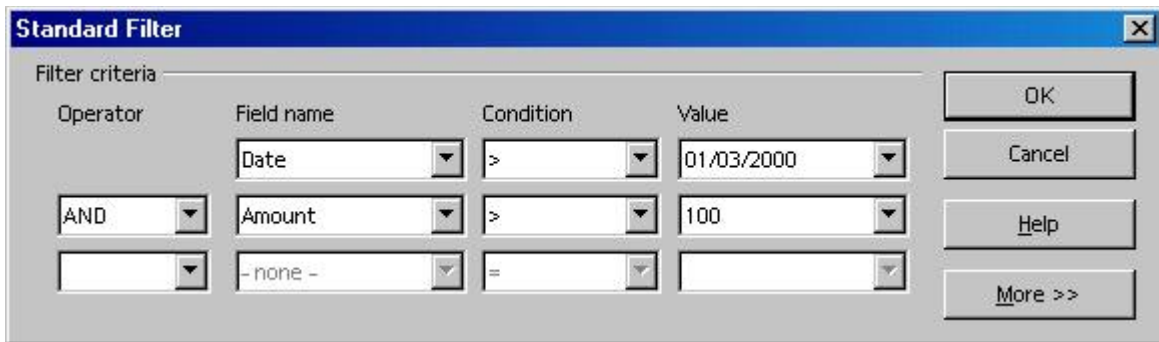 Standard Filter
Filter criteria
Operator Field name Condition Value
Date > 01/03/2000
AND Amount > 100
- none - =
OK
Cancel
Help
More >>